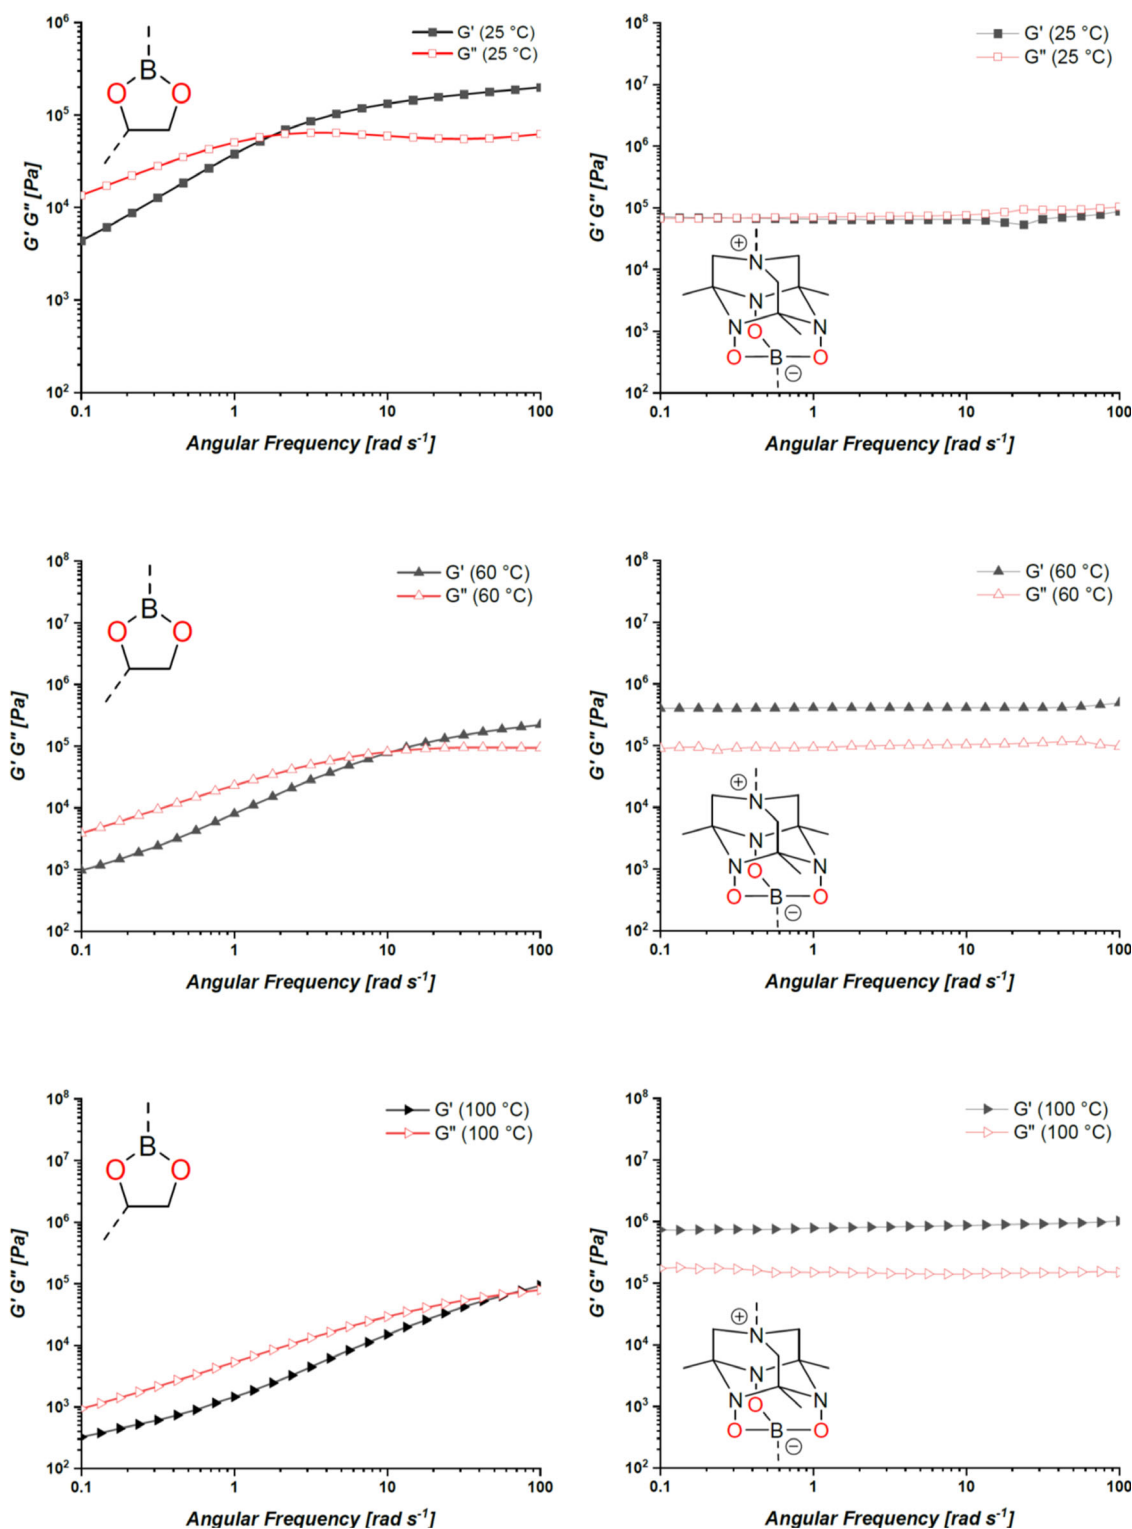 10⁶
10⁵
10⁴
10³
10²
G' G" [Pa]
G' (25 °C)
G" (25 °C)
B
O O
0.1 1 10 100
Angular Frequency [rad s⁻¹]
10⁸
10⁷
10⁶
10⁵
10⁴
10³
10²
G' G" [Pa]
G' (25 °C)
G" (25 °C)
⊕
N
N
N N
O
O B O
⊖
0.1 1 10 100
Angular Frequency [rad s⁻¹]
10⁸
10⁷
10⁶
10⁵
10⁴
10³
10²
G' G" [Pa]
G' (60 °C)
G" (60 °C)
B
O O
0.1 1 10 100
Angular Frequency [rad s⁻¹]
10⁸
10⁷
10⁶
10⁵
10⁴
10³
10²
G' G" [Pa]
G' (60 °C)
G" (60 °C)
⊕
N
N
N N
O
O B O
⊖
0.1 1 10 100
Angular Frequency [rad s⁻¹]
10⁸
10⁷
10⁶
10⁵
10⁴
10³
10²
G' G" [Pa]
G' (100 °C)
G" (100 °C)
B
O O
0.1 1 10 100
Angular Frequency [rad s⁻¹]
10⁸
10⁷
10⁶
10⁵
10⁴
10³
10²
G' G" [Pa]
G' (100 °C)
G" (100 °C)
⊕
N
N
N N
O
O B O
⊖
0.1 1 10 100
Angular Frequency [rad s⁻¹]